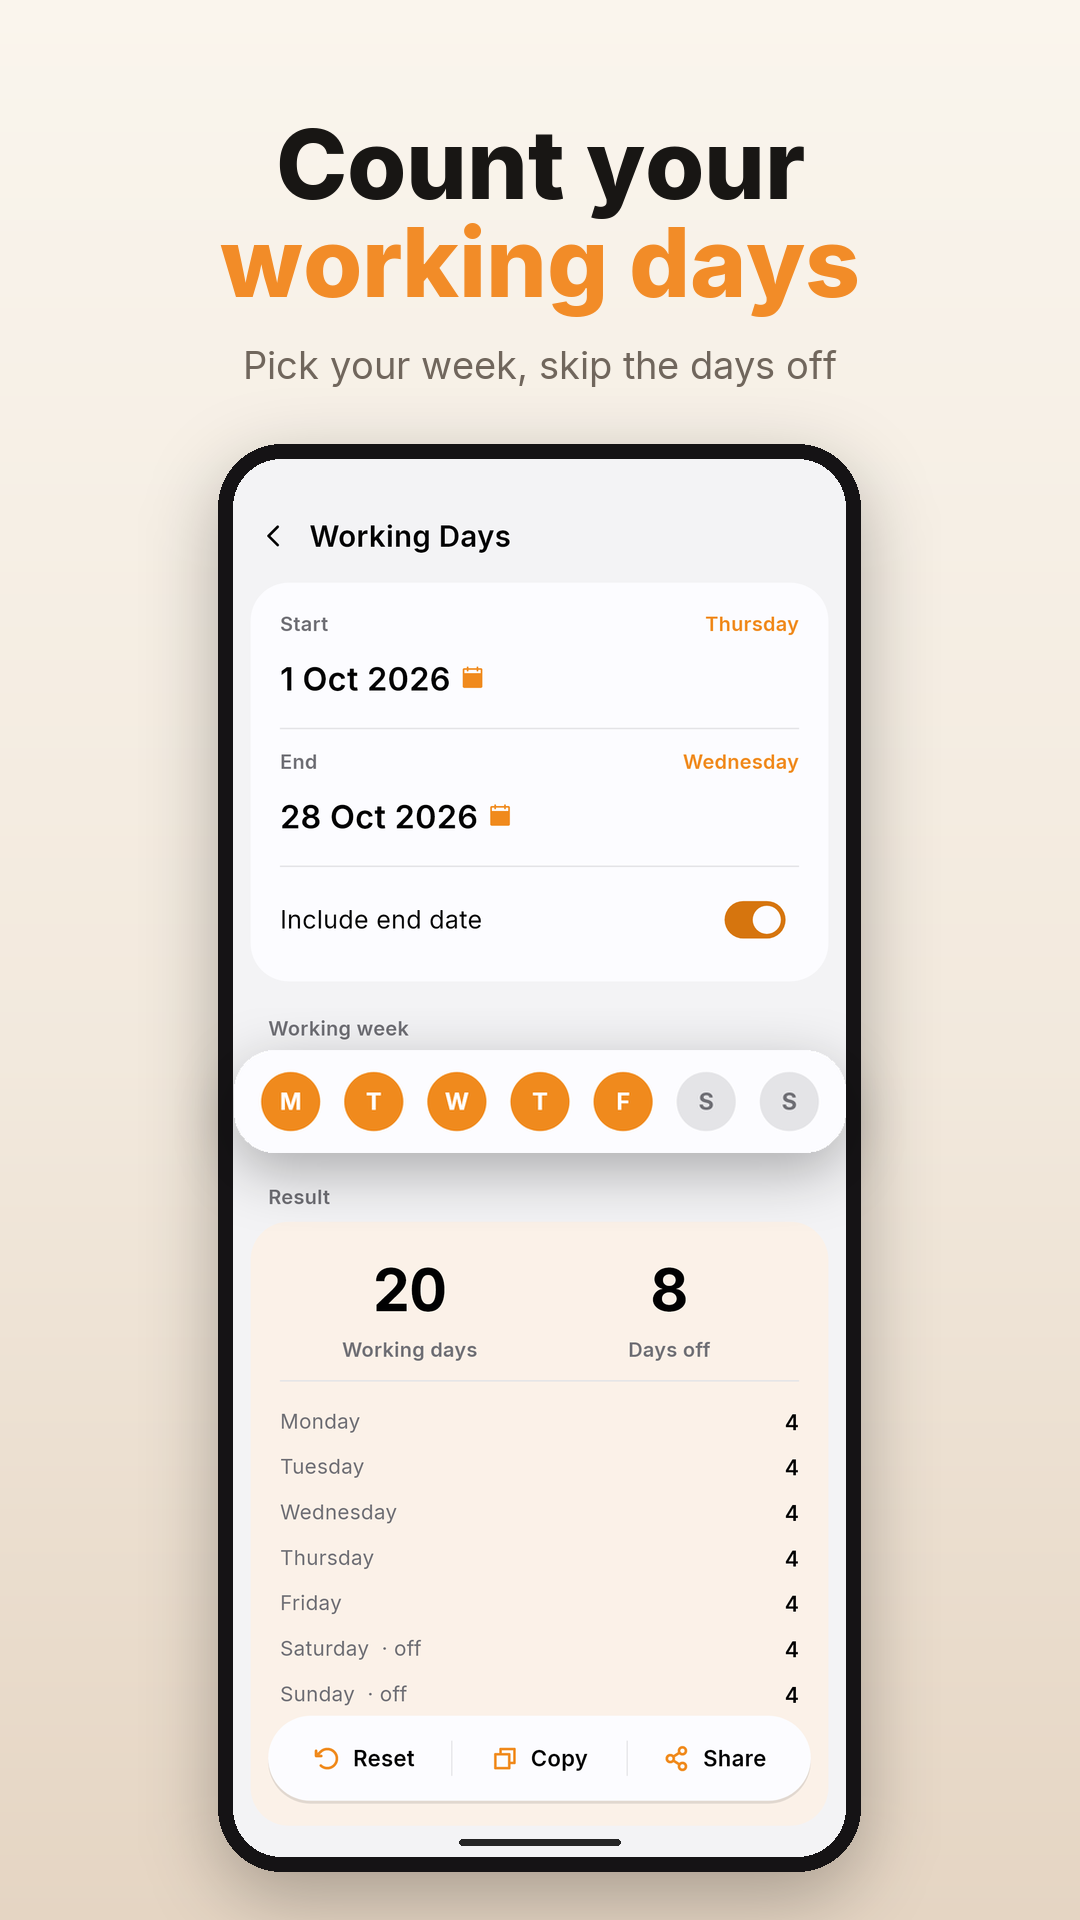 Count your
working days
Pick your week, skip the days off
Working Days
Start Thursday
1 Oct 2026
End Wednesday
28 Oct 2026
Include end date
Working week
M T W T F S S
Result
20 8
Working days Days off
Monday 4
Tuesday 4
Wednesday 4
Thursday 4
Friday 4
Saturday · off 4
Sunday · off 4
Reset Copy Share